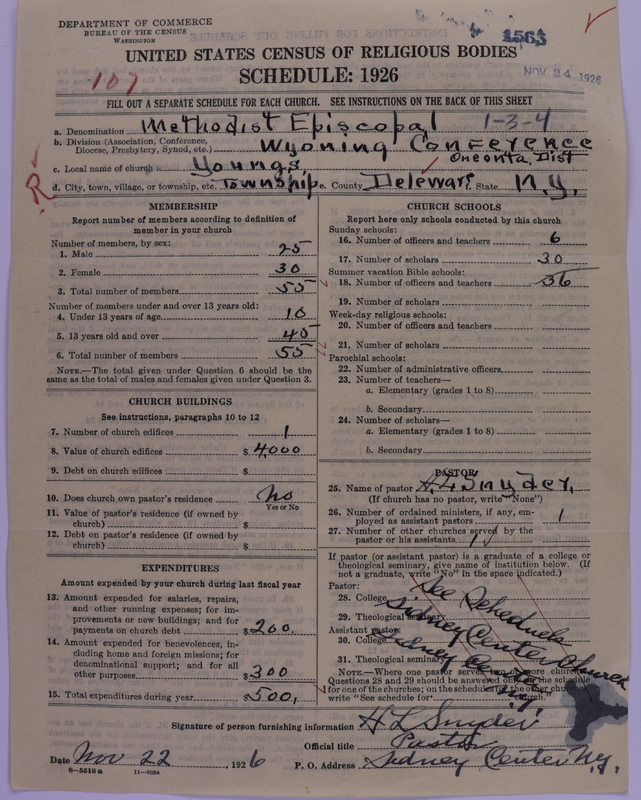 DEPARTMENT OF COMMERCE
BUREAU OF THE CENSUS
WASHINGTON
1563
NOV 24 1926
UNITED STATES CENSUS OF RELIGIOUS BODIES
107
SCHEDULE: 1926
FILL OUT A SEPARATE SCHEDULE FOR EACH CHURCH. SEE INSTRUCTIONS ON THE BACK OF THIS SHEET
a. Denomination Methodist Episcopal 1-3-4
b. Division (Association, Conference, Diocese, Presbytery, Synod, etc.) Wyoming Conference
Oneonta, Dist
c. Local name of church Youngs,
R
d. City, town, village, or township, etc. Township e. County Deleware State N.Y.
MEMBERSHIP
Report number of members according to definition of
member in your church
Number of members, by sex:
1. Male 25
2. Female 30
3. Total number of members 55
Number of members under and over 13 years old:
4. Under 13 years of age 10
5. 13 years old and over 45
6. Total number of members 55
NOTE.—The total given under Question 6 should be
same as the total of males and females given under Question 3.
CHURCH BUILDINGS
See instructions, paragraphs 10 to 12
7. Number of church edifices 1
8. Value of church edifices $ 4,000
9. Debt on church edifices $
10. Does church own pastor's residence No
Yes or No
11. Value of pastor's residence (if owned by
church) $
12. Debt on pastor's residence (if owned by
church) $
EXPENDITURES
Amount expended by your church during last fiscal year
13. Amount expended for salaries, repairs,
and other running expenses; for im-
provements or new buildings; and for
payments on church debt $ 200
14. Amount expended for benevolences, in-
cluding home and foreign missions; for
denominational support; and for all
other purposes $ 300
15. Total expenditures during year $ 500,
CHURCH SCHOOLS
Report here only schools conducted by this church
Sunday schools:
16. Number of officers and teachers 6
17. Number of scholars 30
Summer vacation Bible schools:
18. Number of officers and teachers 36
19. Number of scholars
Week-day religious schools:
20. Number of officers and teachers
21. Number of scholars
Parochial schools:
22. Number of administrative officers
23. Number of teachers—
a. Elementary (grades 1 to 8)
b. Secondary
24. Number of scholars—
a. Elementary (grades 1 to 8)
b. Secondary
PASTOR
25. Name of pastor H. L. Snyder.
(If church has no pastor, write "None")
26. Number of ordained ministers, if any, em-
ployed as assistant pastors 1
27. Number of other churches served by the
pastor or his assistants
If pastor (or assistant pastor) is a graduate of a college or
theological seminary, give name of institution below. (If
not a graduate, write "No" in the space indicated.)
Pastor:
28. College See Schedule
29. Theological seminary Sidney Center Church
Assistant pastor:
30. College Sidney Center
31. Theological seminary N.Y.
NOTE.—Where one pastor serves two or more churches
Questions 28 and 29 should be answered only on the schedule
for one of the churches; on the schedules for the other churches
write "See schedule for church."
Signature of person furnishing information H L Snyder
Official title Pastor
Date Nov 22, 1926 P. O. Address Sidney Center N.Y.
8—5518a 11—9084